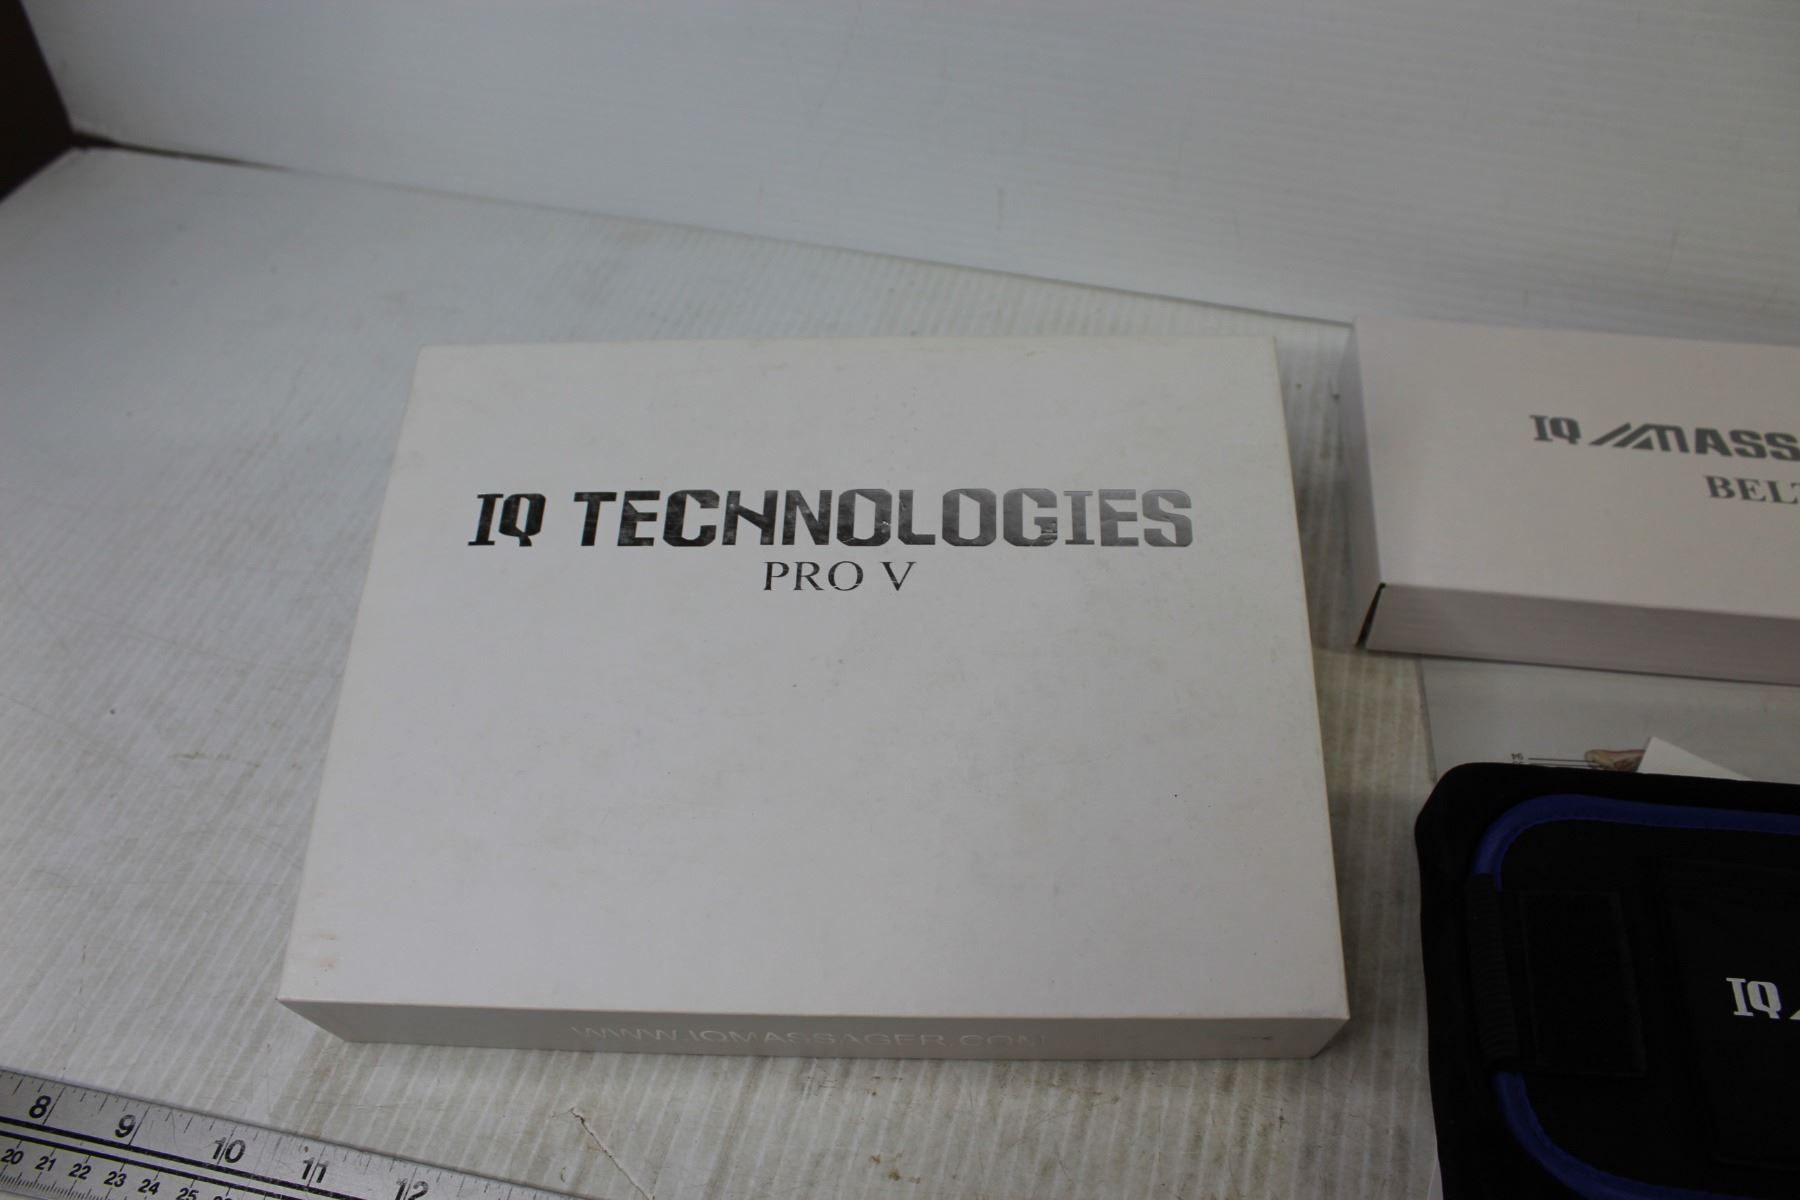 IQ TECHNOLOGIES
PRO V
WWW.IQMASSAGER.COM
IQ MASS
BELT
IQ
8 9 10 11 12
20 21 22 23 24 25